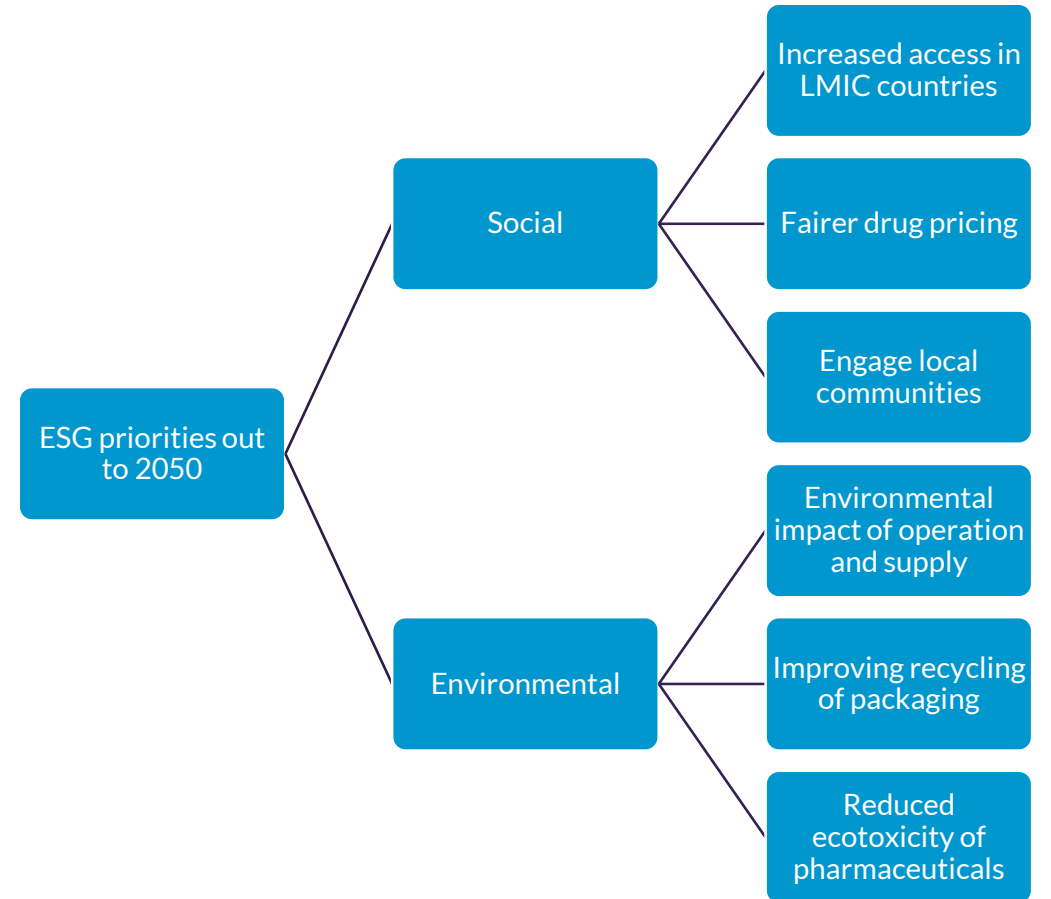 ESG priorities out
to 2050
Social
Increased access in
LMIC countries
Fairer drug pricing
Engage local
communities
Environmental
Environmental
impact of operation
and supply
Improving recycling
of packaging
Reduced
ecotoxicity of
pharmaceuticals